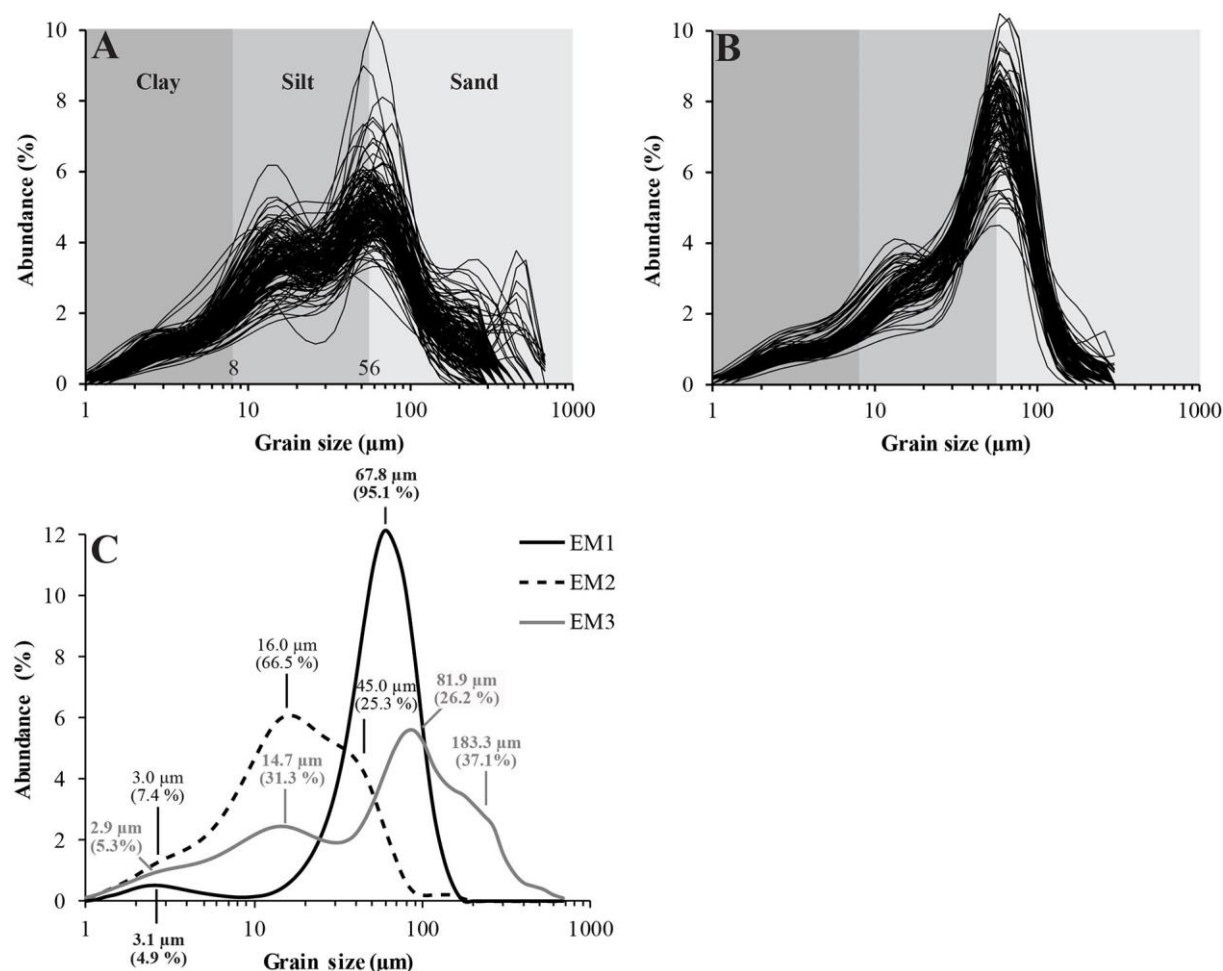 A
Clay
Silt
Sand
Abundance (%)
10
8
6
4
2
0
8
56
1
10
100
1000
Grain size (µm)
B
Abundance (%)
10
8
6
4
2
0
1
10
100
1000
Grain size (µm)
C
67.8 µm
(95.1 %)
EM1
EM2
EM3
Abundance (%)
12
10
8
6
4
2
0
16.0 µm
(66.5 %)
45.0 µm
(25.3 %)
81.9 µm
(26.2 %)
183.3 µm
(37.1%)
14.7 µm
(31.3 %)
3.0 µm
(7.4 %)
2.9 µm
(5.3%)
1
10
100
1000
3.1 µm
(4.9 %)
Grain size (µm)